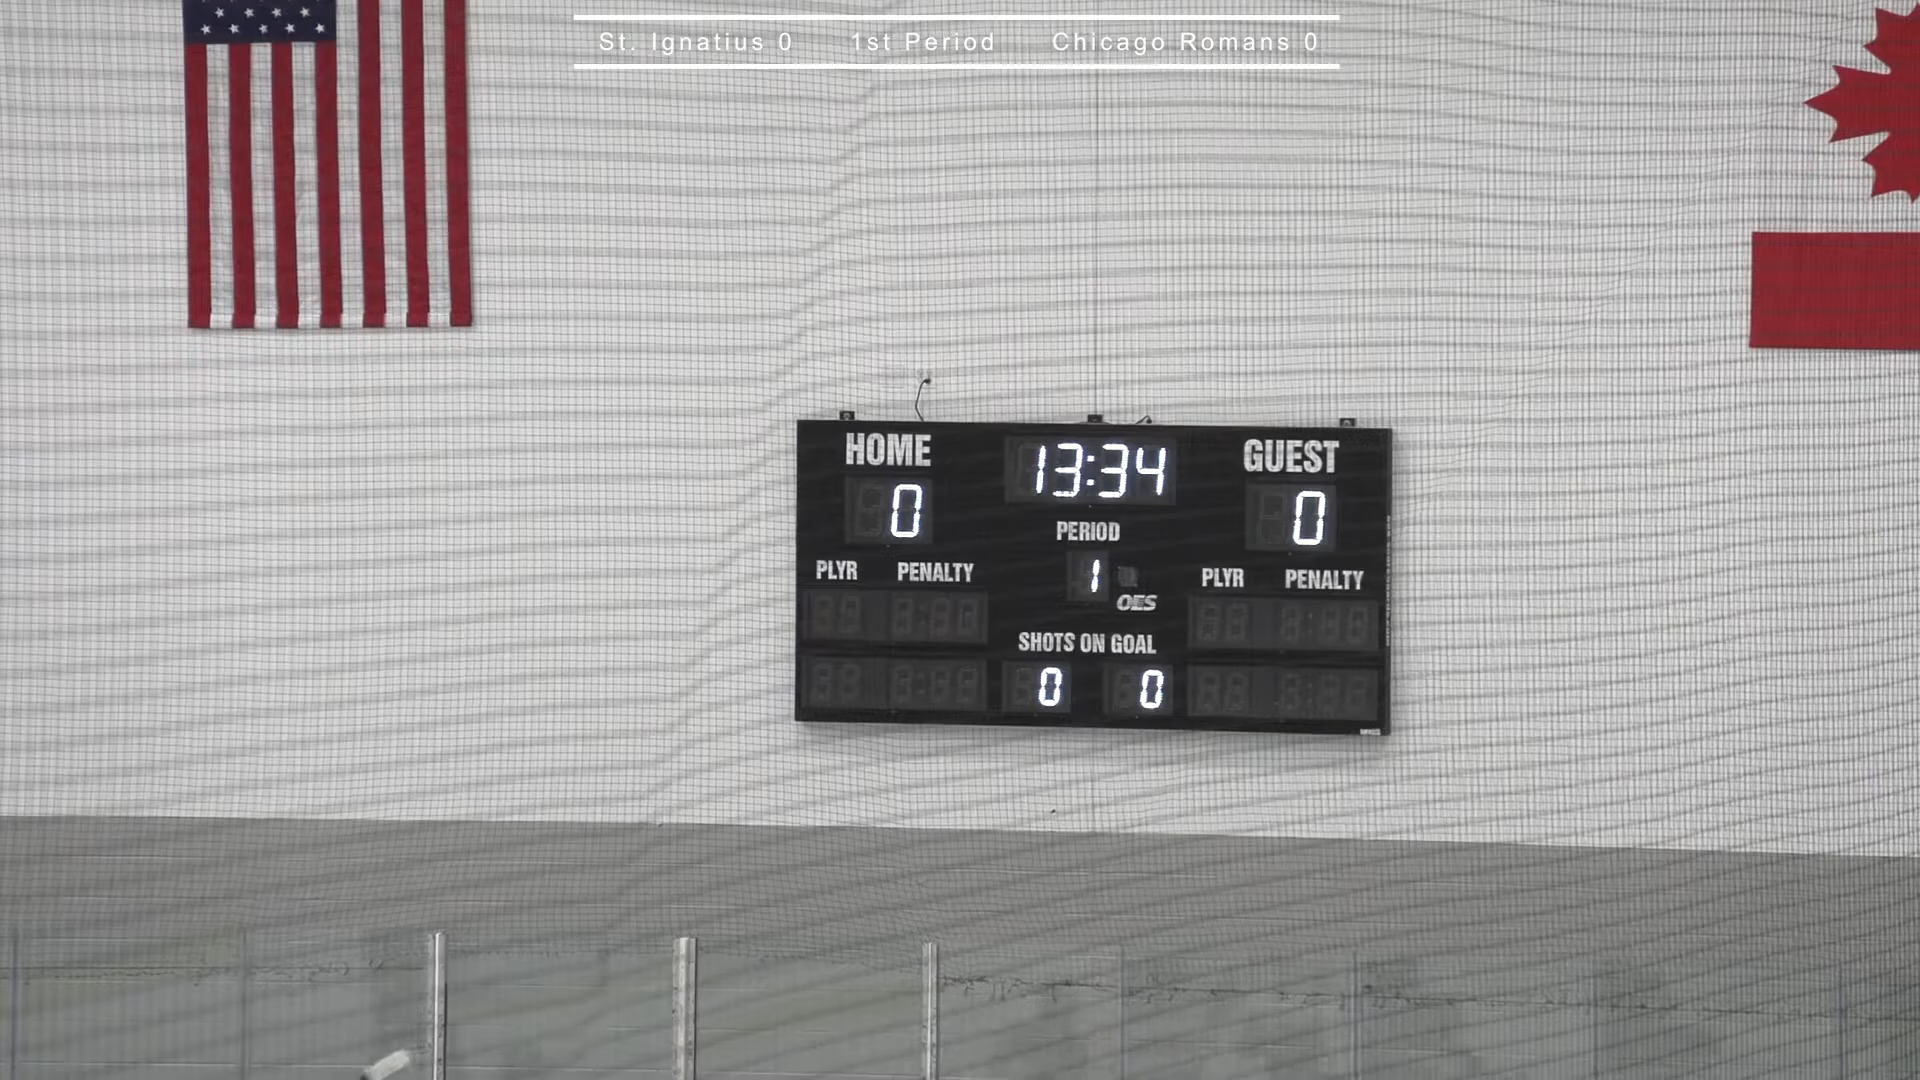 St. Ignatius 0 1st Period Chicago Romans 0
HOME 13:34 GUEST
0 0
PERIOD
PLYR PENALTY 1 PLYR PENALTY
OES
SHOTS ON GOAL
0 0